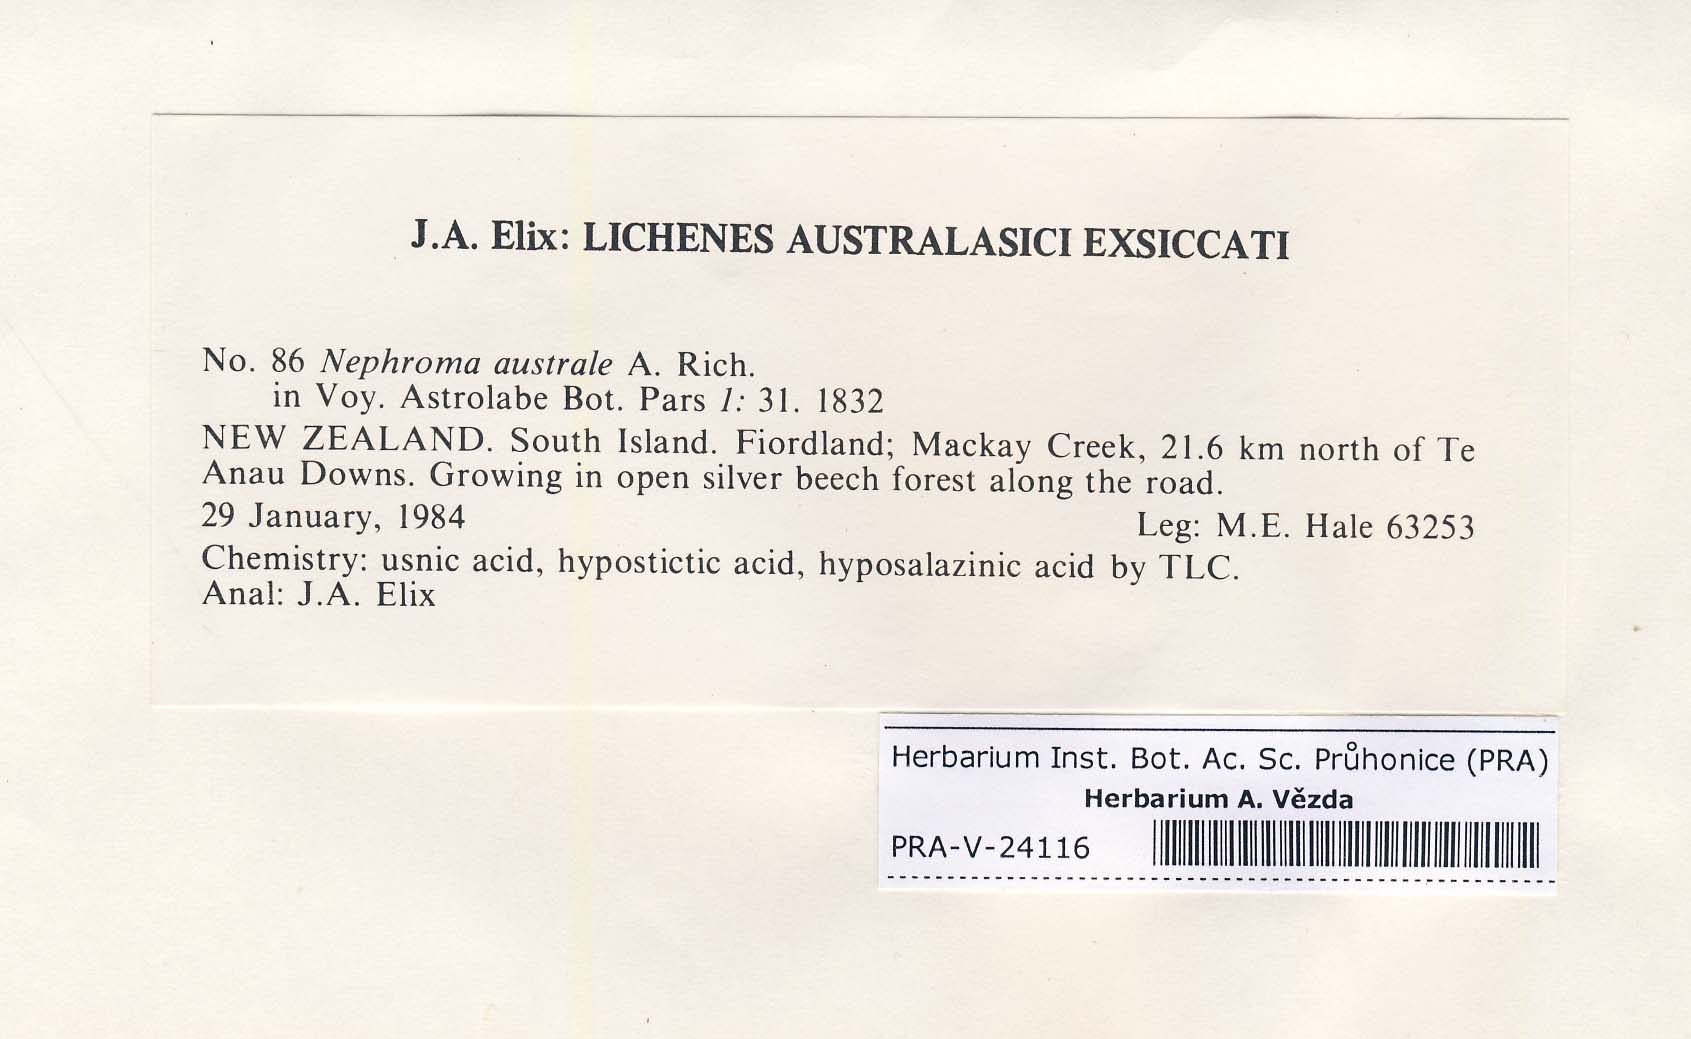 J.A. Elix: LICHENES AUSTRALASICI EXSICCATI
No. 86 Nephroma australe A. Rich.
in Voy. Astrolabe Bot. Pars 1: 31. 1832
NEW ZEALAND. South Island. Fiordland; Mackay Creek, 21.6 km north of Te
Anau Downs. Growing in open silver beech forest along the road.
29 January, 1984 Leg: M.E. Hale 63253
Chemistry: usnic acid, hypostictic acid, hyposalazinic acid by TLC.
Anal: J.A. Elix
Herbarium Inst. Bot. Ac. Sc. Průhonice (PRA)
Herbarium A. Vězda
PRA-V-24116